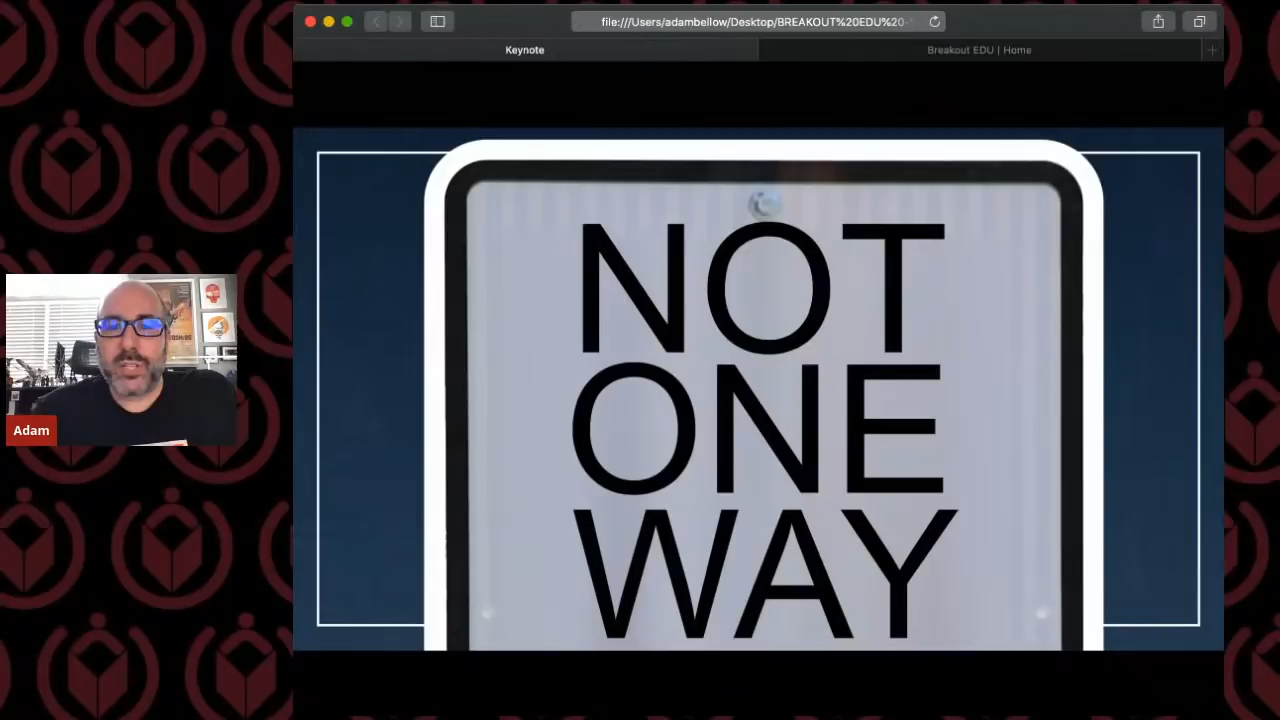 file:///Users/adambellow/Desktop/BREAKOUT%20EDU%20-
Keynote
Breakout EDU | Home
NOT
ONE
WAY
Adam